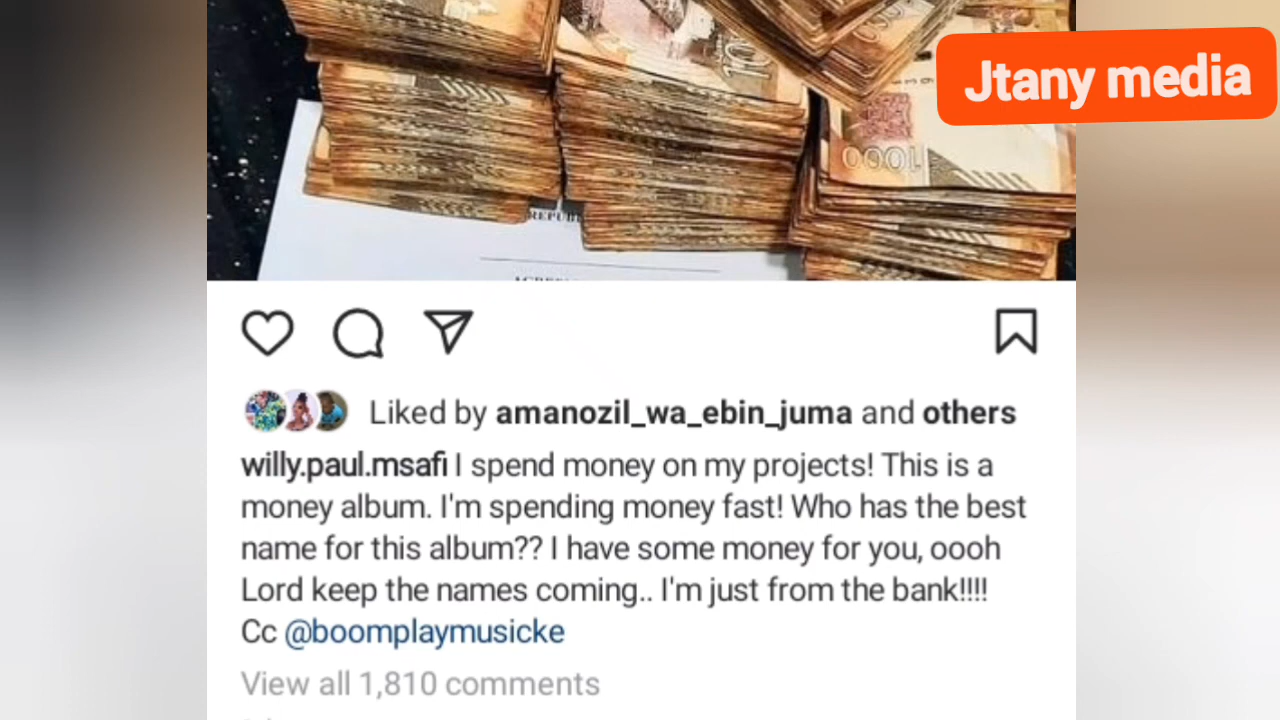 Jtany media
1000
REPUBL
Liked by amanozil_wa_ebin_juma and others
willy.paul.msafi I spend money on my projects! This is a
money album. I'm spending money fast! Who has the best
name for this album?? I have some money for you, oooh
Lord keep the names coming.. I'm just from the bank!!!!
Cc @boomplaymusicke
View all 1,810 comments